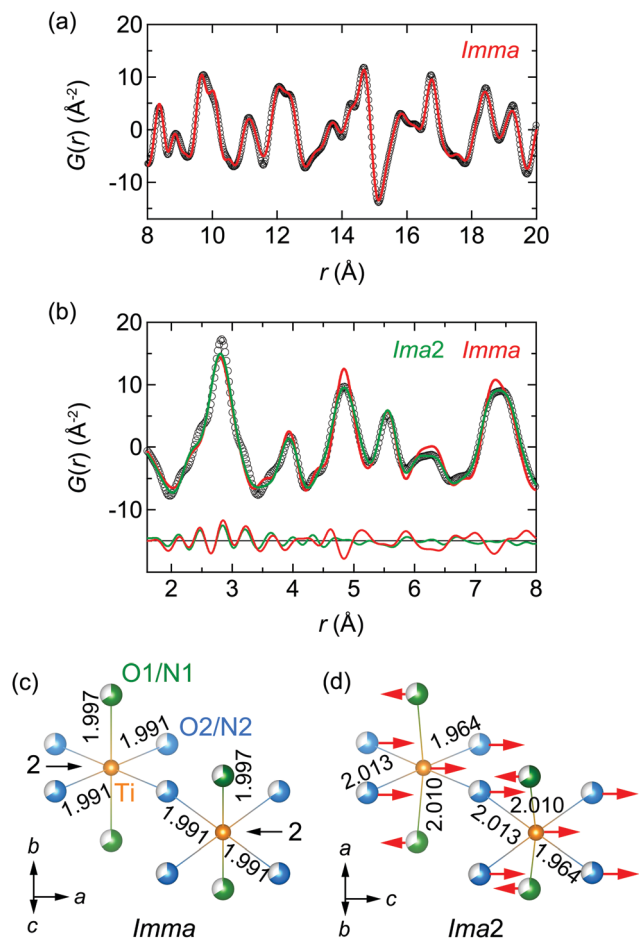 (a)
20
10
0
-10
G(r) (Å-2)
Imma
8 10 12 14 16 18 20
r (Å)
(b)
20
10
0
-10
G(r) (Å-2)
Ima2 Imma
2 3 4 5 6 7 8
r (Å)
(c)
O1/N1
1.997
1.991
O2/N2
2
1.991
Ti
1.997
1.991
2
1.991
b
a
c
Imma
(d)
1.964
2.013
2.010
2.010
2.013
1.964
a
c
b
Ima2